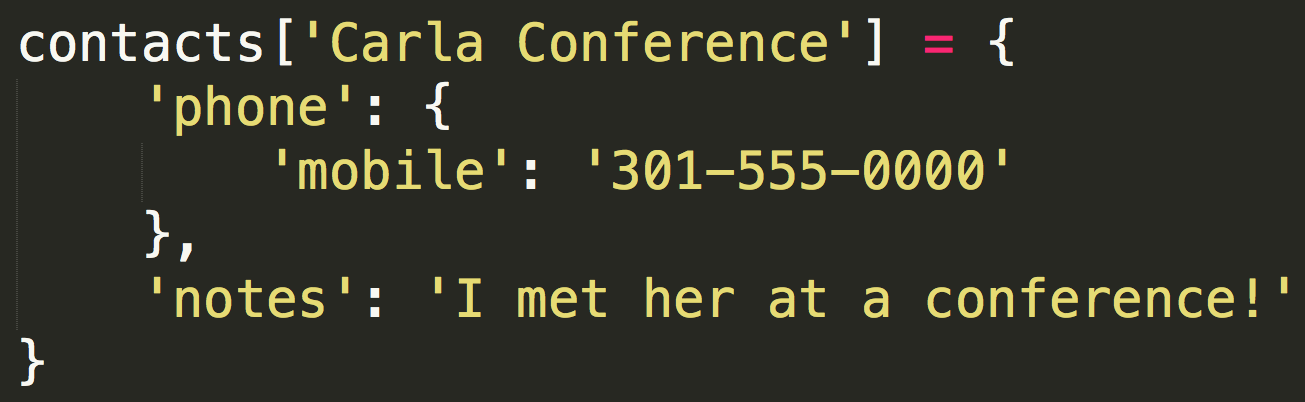 contacts['Carla Conference'] = {
    'phone': {
        'mobile': '301-555-0000'
    },
    'notes': 'I met her at a conference!'
}